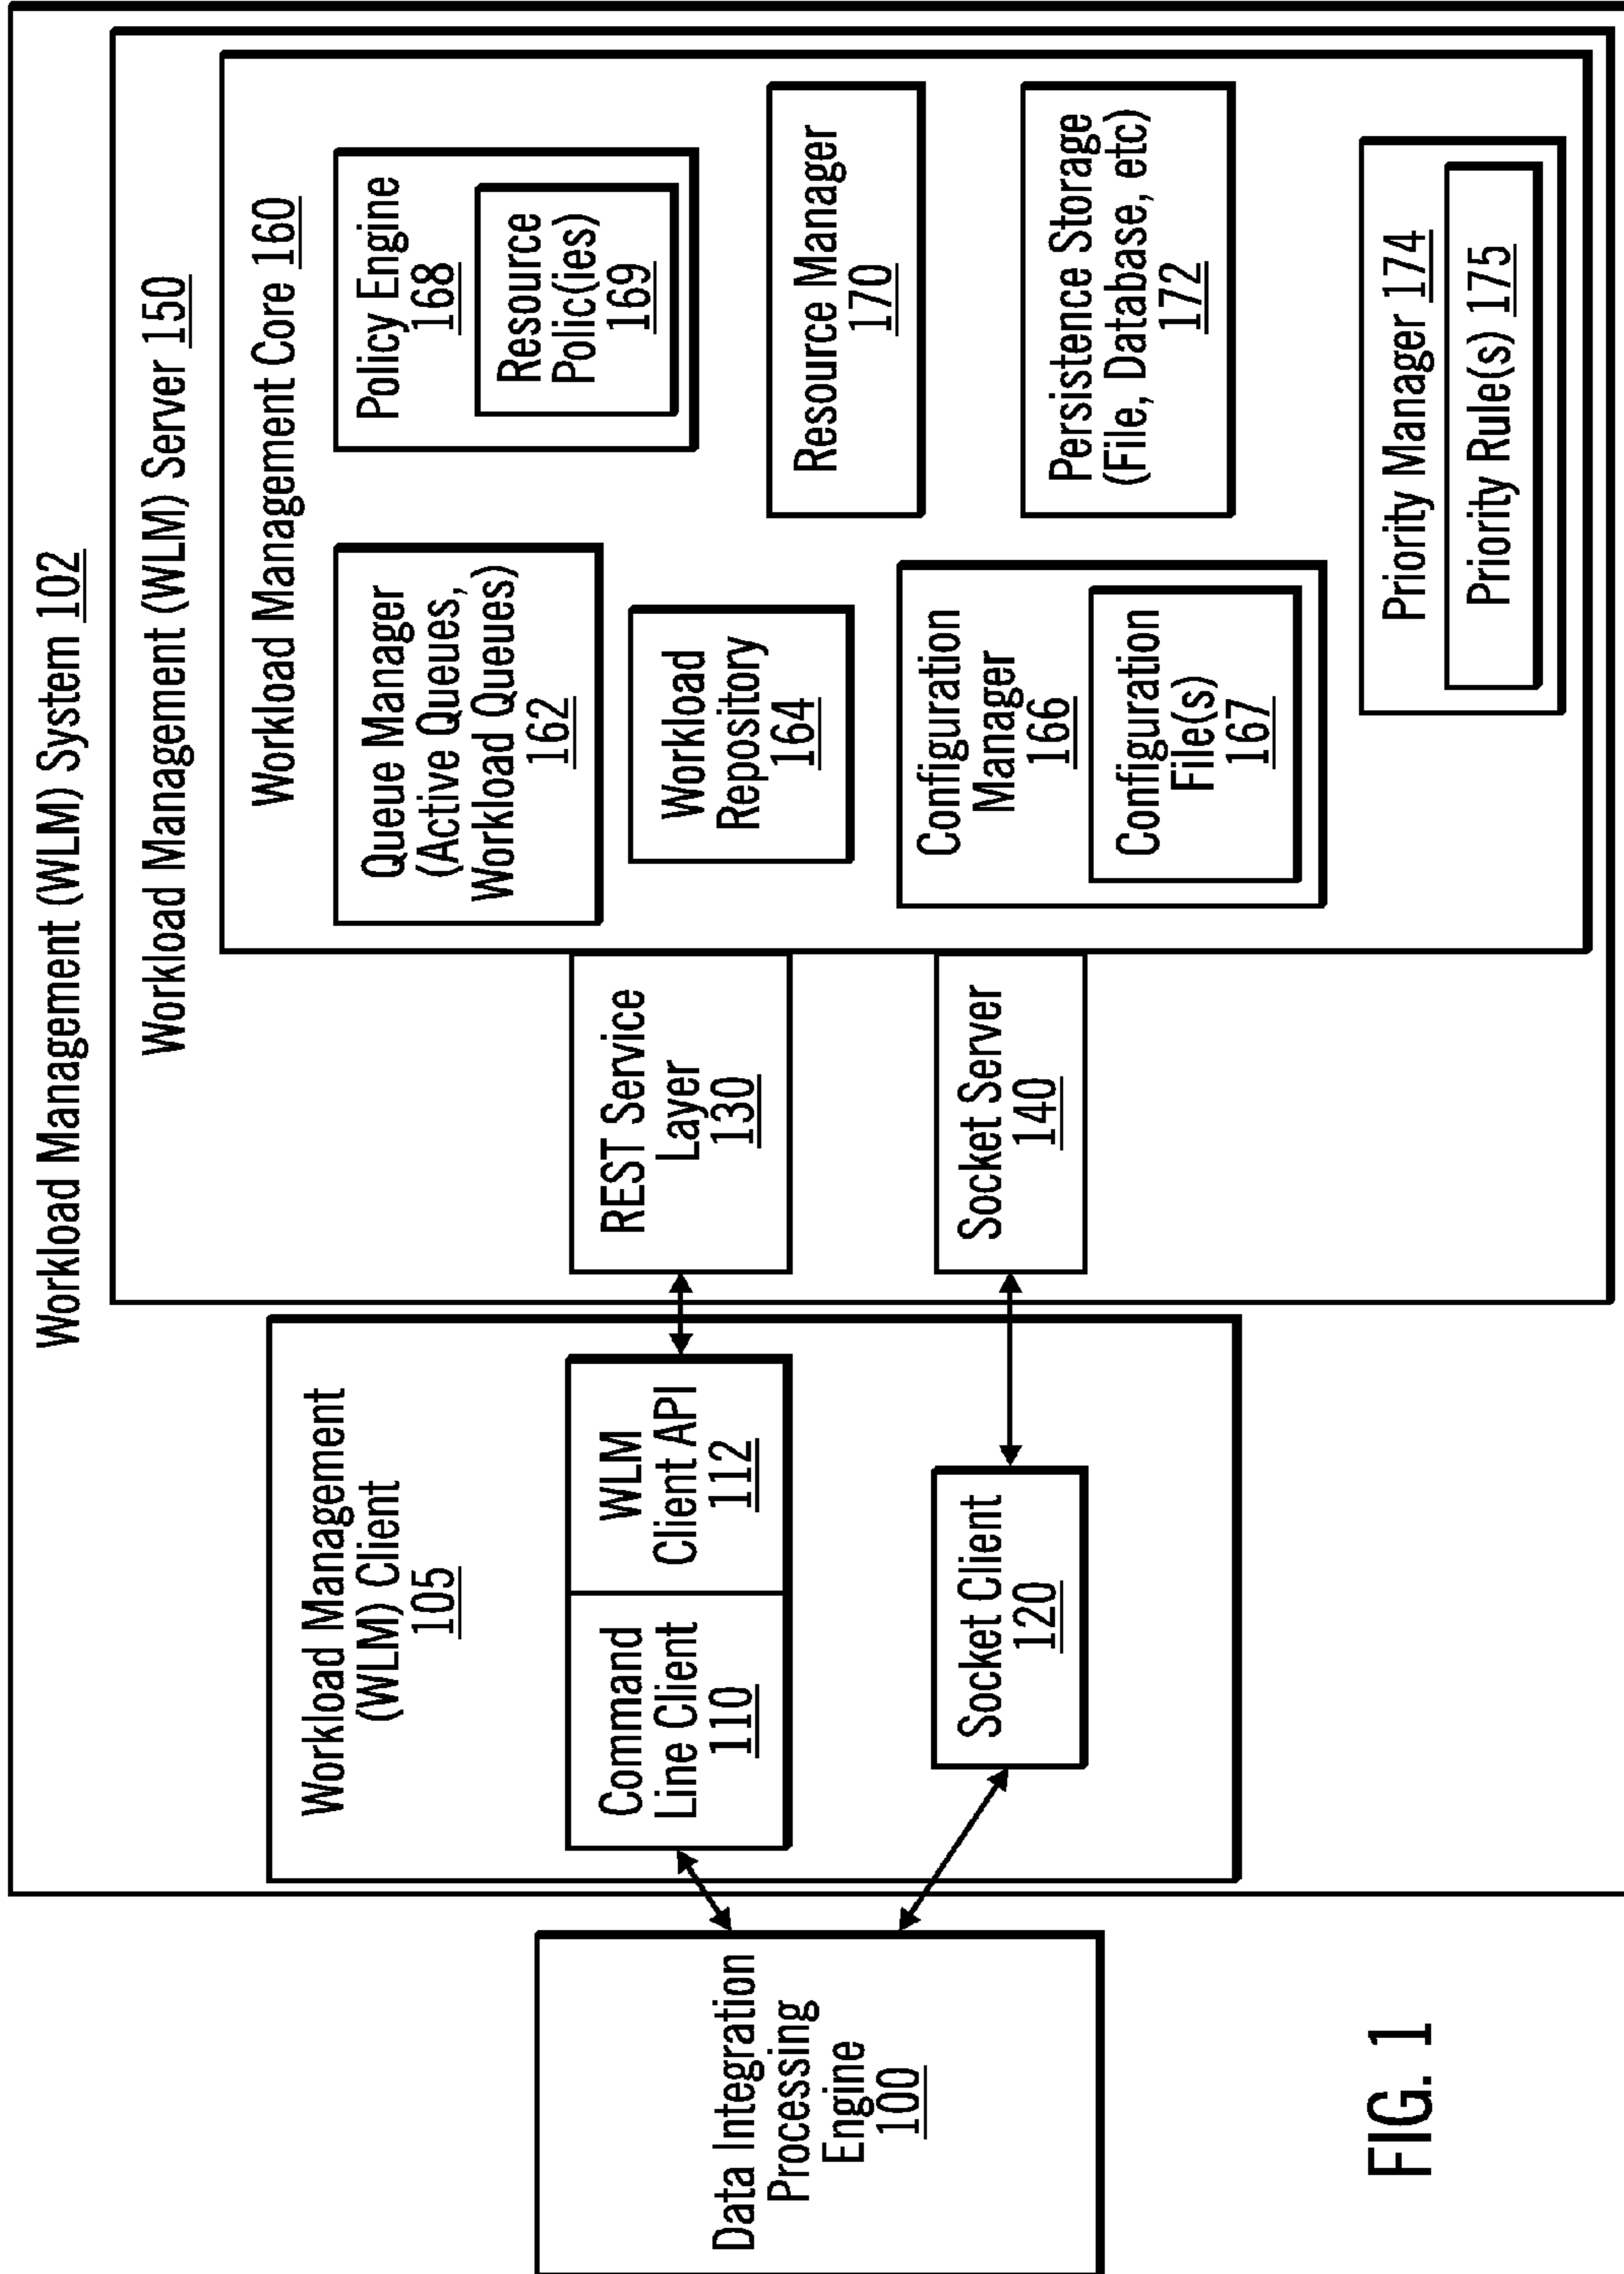 Workload Management (WLM) System 102
Workload Management (WLM) Server 150
Workload Management Core 160
Workload Management
(WLM) Client
105
Data Integration
Processing
Engine
100
Command
Line Client
110
WLM
Client API
112
Socket Client
120
REST Service
Layer
130
Socket Server
140
Queue Manager
(Active Queues,
Workload Queues)
162
Workload
Repository
164
Configuration
Manager
166
Configuration
File(s)
167
Policy Engine
168
Resource
Polic(ies)
169
Resource Manager
170
Persistence Storage
(File, Database, etc)
172
Priority Manager 174
Priority Rule(s) 175
FIG. 1